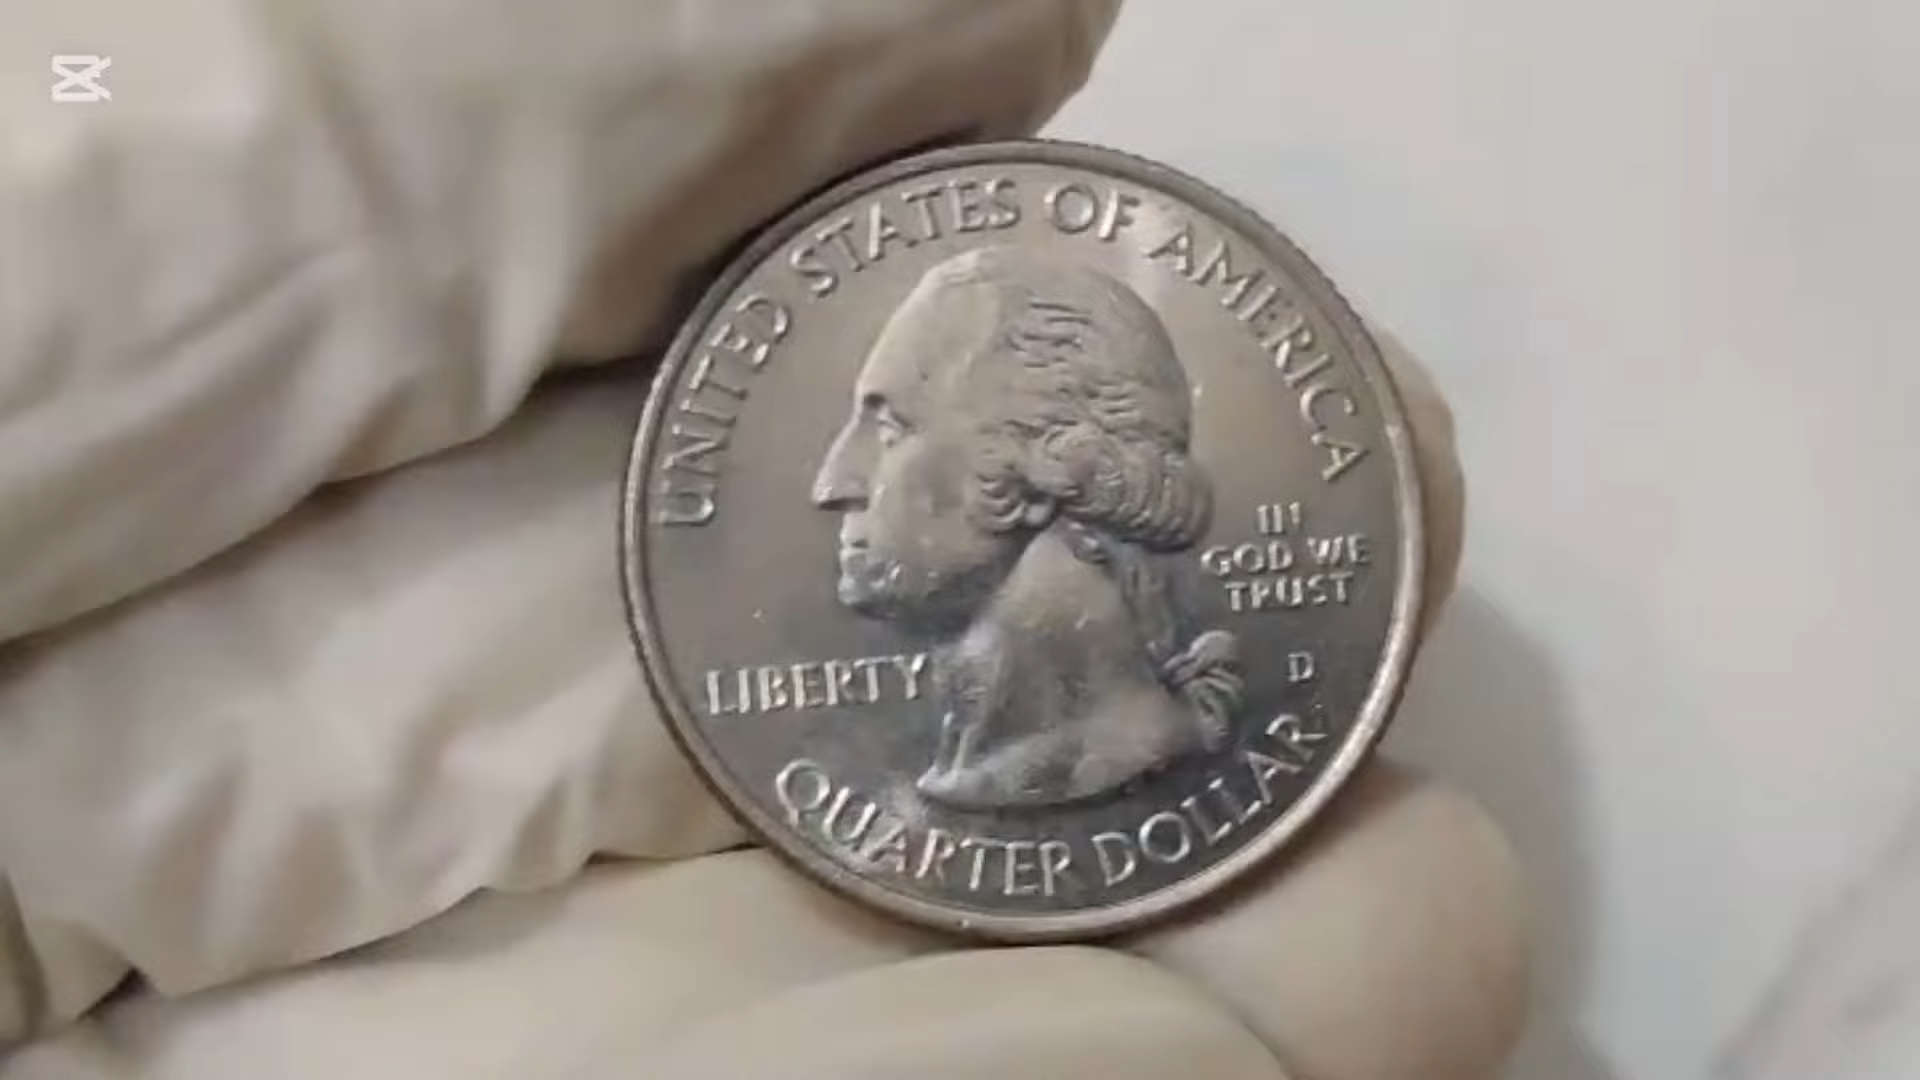 UNITED STATES OF AMERICA
IN
GOD WE
TRUST
LIBERTY
D
QUARTER DOLLAR